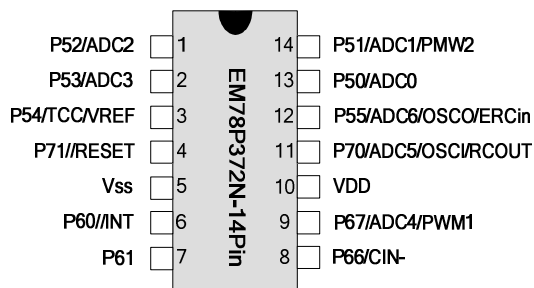 P52/ADC2 1 14 P51/ADC1/PMW2
P53/ADC3 2 13 P50/ADC0
P54/TCC/VREF 3 12 P55/ADC6/OSCO/ERCin
P71//RESET 4 11 P70/ADC5/OSCI/RCOUT
Vss 5 10 VDD
P60//INT 6 9 P67/ADC4/PWM1
P61 7 8 P66/CIN-
EM78P372N-14Pin